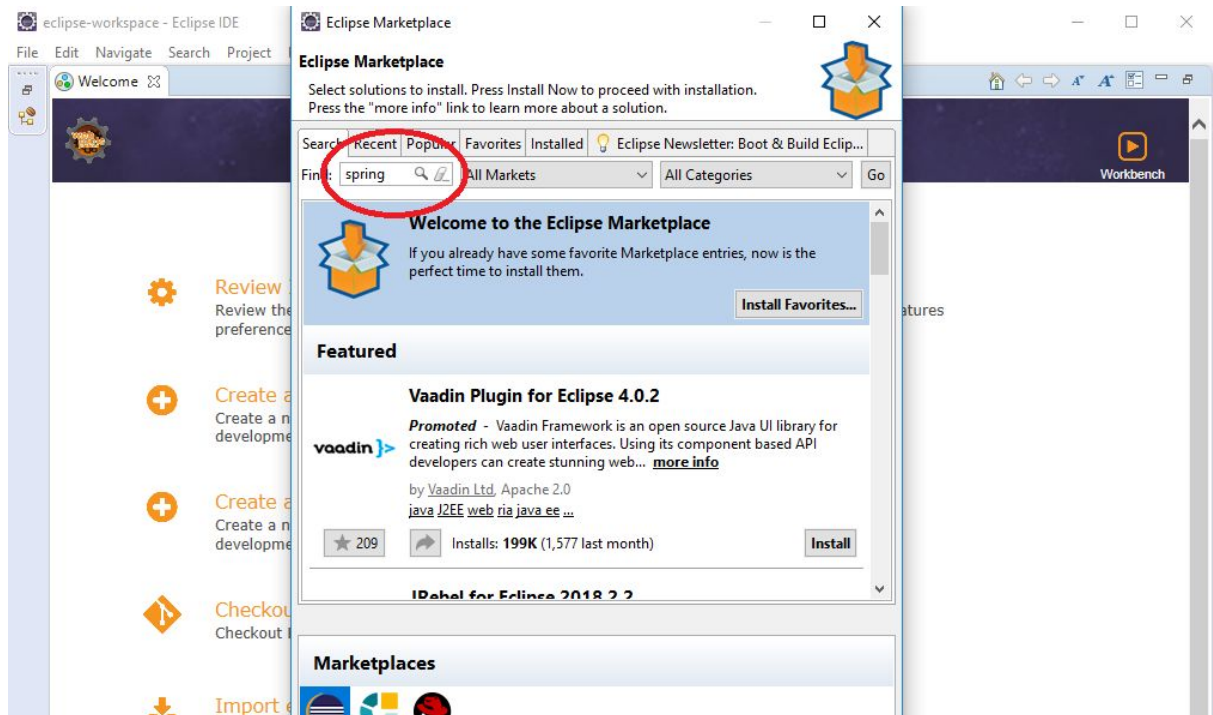 eclipse-workspace - Eclipse IDE
File Edit Navigate Search Project
Welcome
Workbench
Review
Review the
preference
atures
Create a
Create a n
developme
Create a
Create a n
developme
Checkou
Checkout
Import e
Eclipse Marketplace
Eclipse Marketplace
Select solutions to install. Press Install Now to proceed with installation.
Press the "more info" link to learn more about a solution.
Search Recent Popular Favorites Installed Eclipse Newsletter: Boot & Build Eclip...
Find: spring All Markets All Categories Go
Welcome to the Eclipse Marketplace
If you already have some favorite Marketplace entries, now is the
perfect time to install them.
Install Favorites...
Featured
Vaadin Plugin for Eclipse 4.0.2
vaadin}>
Promoted - Vaadin Framework is an open source Java UI library for
creating rich web user interfaces. Using its component based API
developers can create stunning web... more info
by Vaadin Ltd, Apache 2.0
java J2EE web ria java ee ...
209 Installs: 199K (1,577 last month) Install
JRebel for Eclipse 2018.2.2
Marketplaces